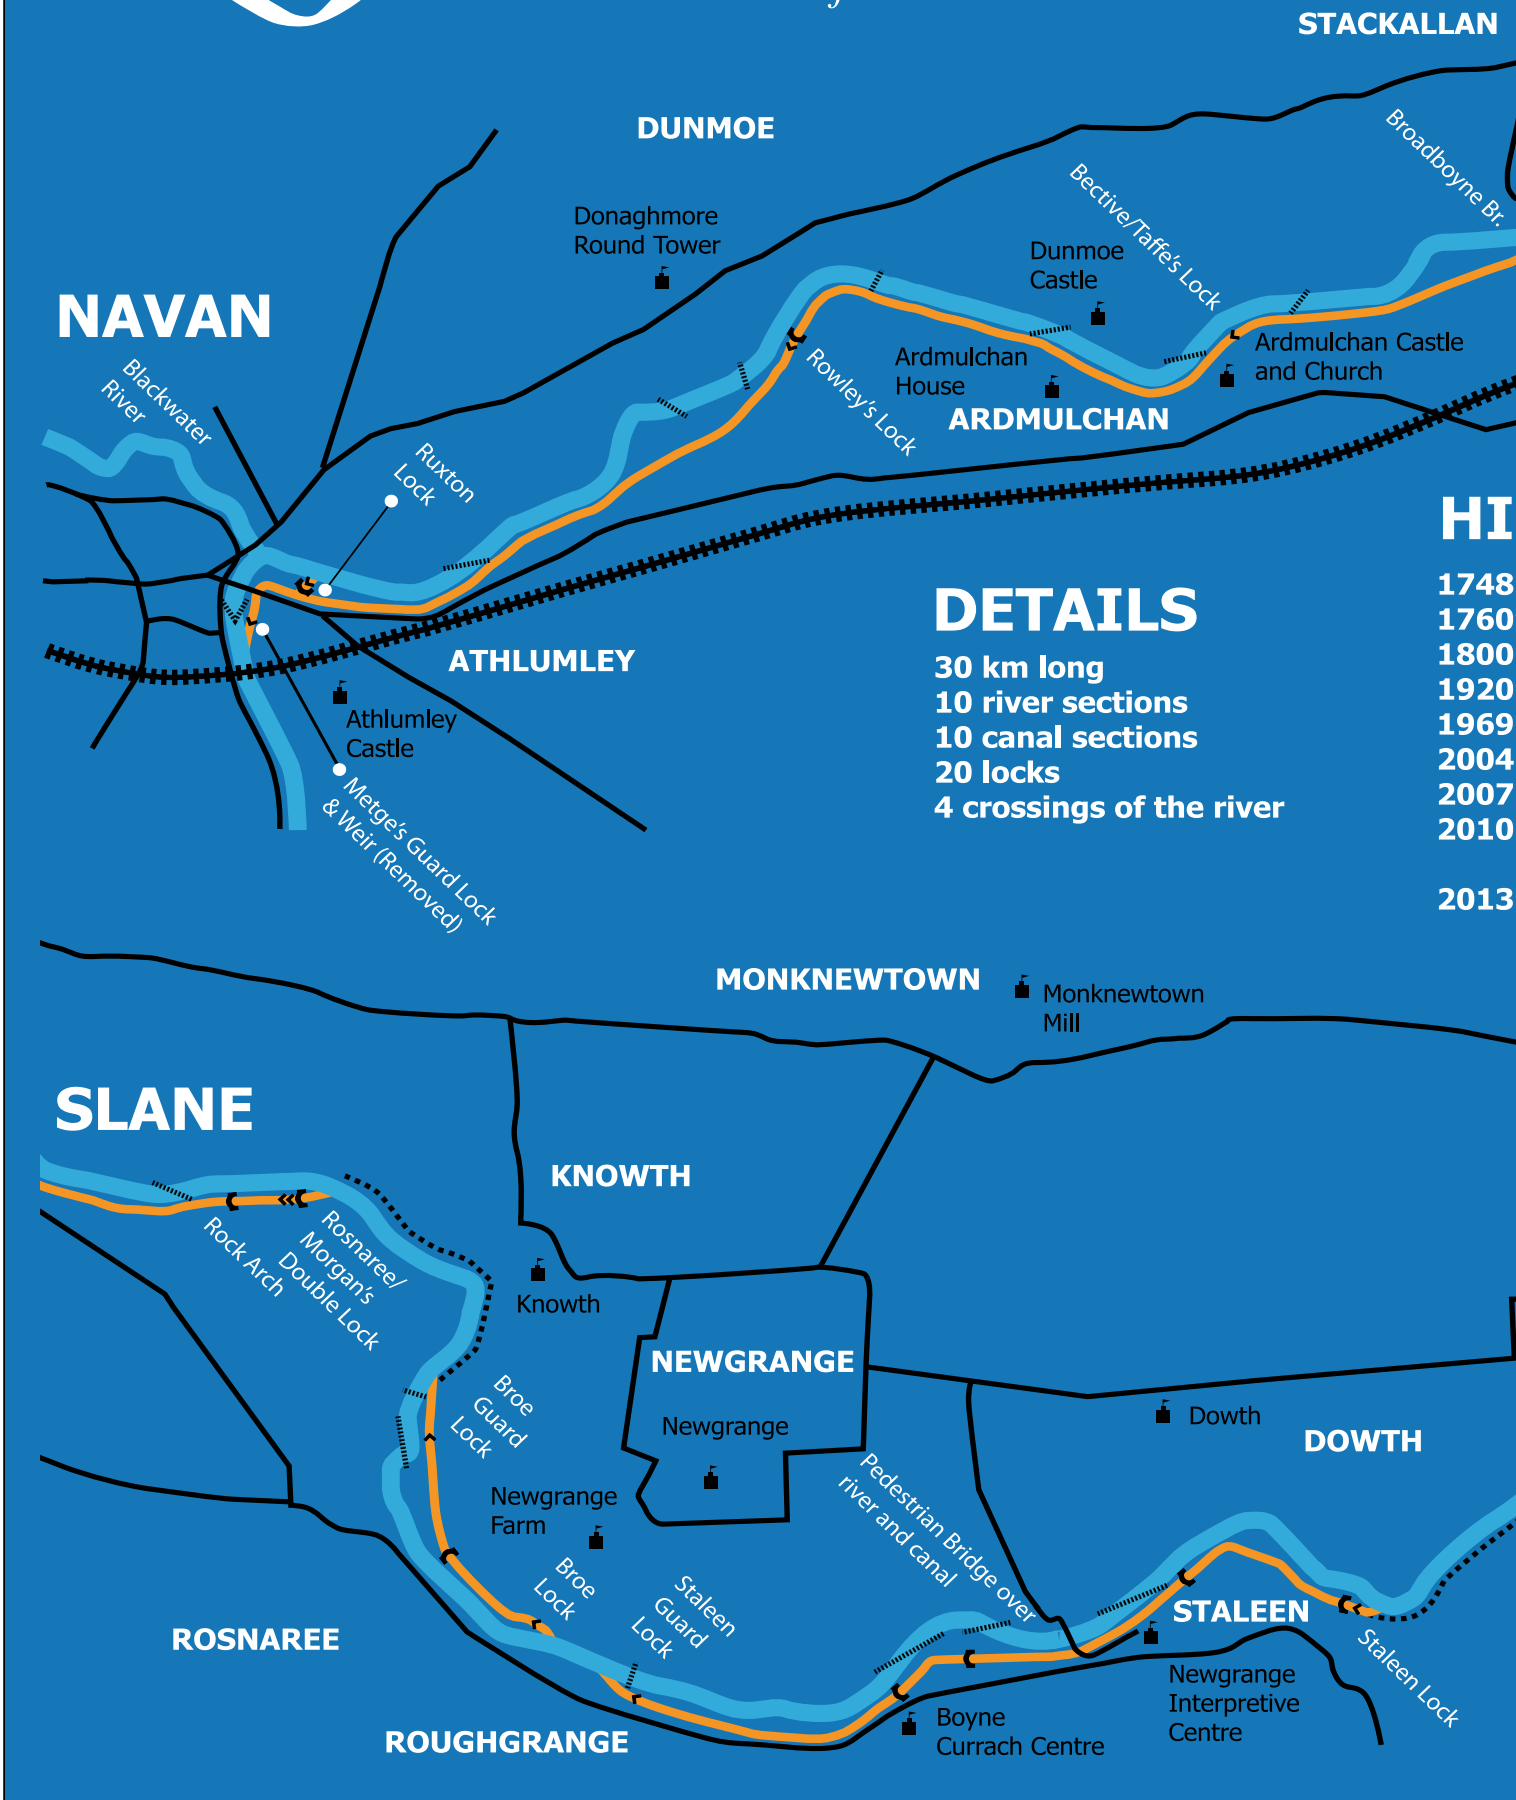 STACKALLAN
DUNMOE
Broadboyne Br.
Donaghmore
Round Tower
Bective/Taffe's Lock
Dunmoe
Castle
NAVAN
Blackwater
River
Rowley's Lock
Ardmulchan
House
Ardmulchan Castle
and Church
ARDMULCHAN
Ruxton
Lock
HI
1748
1760
1800
1920
1969
2004
2007
2010
2013
DETAILS
30 km long
10 river sections
10 canal sections
20 locks
4 crossings of the river
ATHLUMLEY
Athlumley
Castle
Metge's Guard Lock
& Weir (Removed)
MONKNEWTOWN
Monknewtown
Mill
SLANE
KNOWTH
Rock Arch
Rosnaree/
Morgan's
Double Lock
Knowth
NEWGRANGE
Broe
Guard
Lock
Newgrange
Dowth
DOWTH
Newgrange
Farm
Pedestrian Bridge over
river and canal
Broe
Lock
Staleen
Guard
Lock
STALEEN
ROSNAREE
Staleen Lock
Newgrange
Interpretive
Centre
ROUGHGRANGE
Boyne
Currach Centre